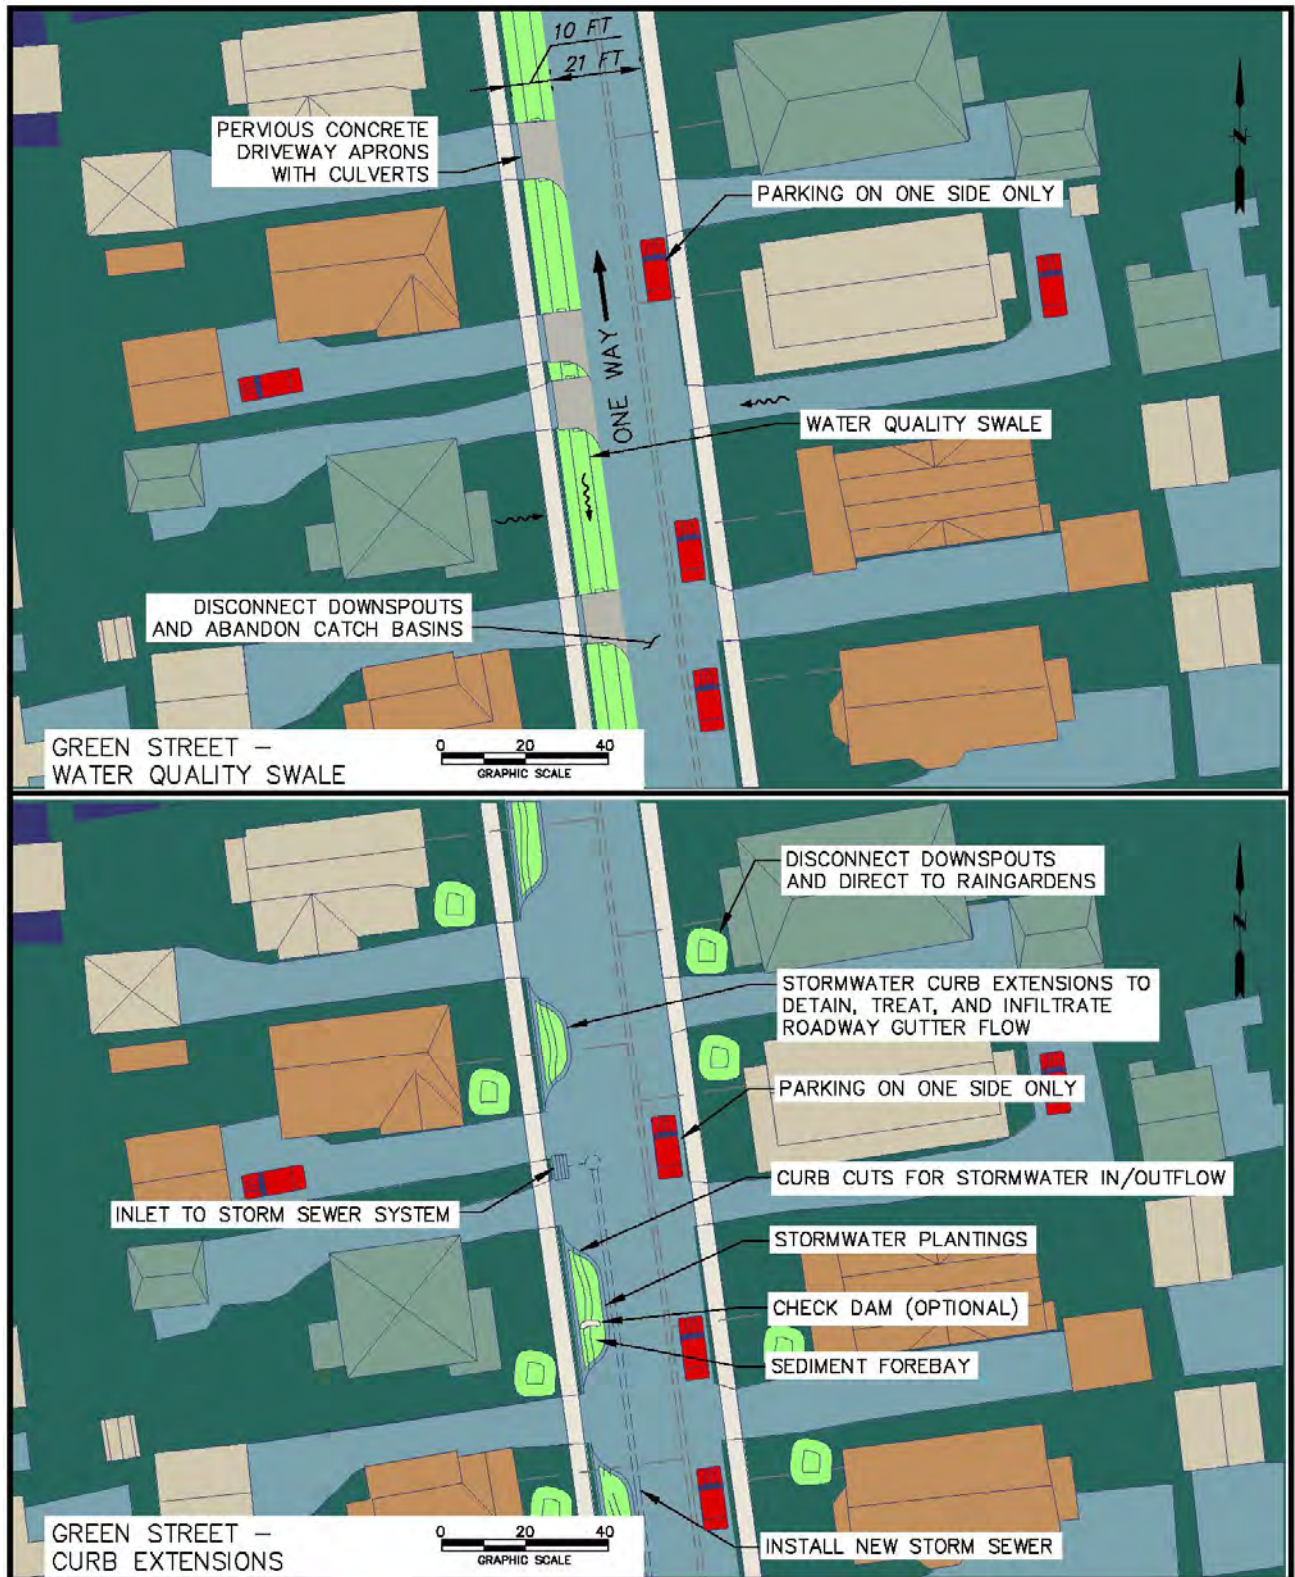 10 FT
21 FT
PERVIOUS CONCRETE
DRIVEWAY APRONS
WITH CULVERTS
N
PARKING ON ONE SIDE ONLY
ONE WAY
WATER QUALITY SWALE
DISCONNECT DOWNSPOUTS
AND ABANDON CATCH BASINS
GREEN STREET –
WATER QUALITY SWALE
0 20 40
GRAPHIC SCALE
DISCONNECT DOWNSPOUTS
AND DIRECT TO RAINGARDENS
N
STORMWATER CURB EXTENSIONS TO
DETAIN, TREAT, AND INFILTRATE
ROADWAY GUTTER FLOW
PARKING ON ONE SIDE ONLY
CURB CUTS FOR STORMWATER IN/OUTFLOW
INLET TO STORM SEWER SYSTEM
STORMWATER PLANTINGS
CHECK DAM (OPTIONAL)
SEDIMENT FOREBAY
INSTALL NEW STORM SEWER
GREEN STREET –
CURB EXTENSIONS
0 20 40
GRAPHIC SCALE